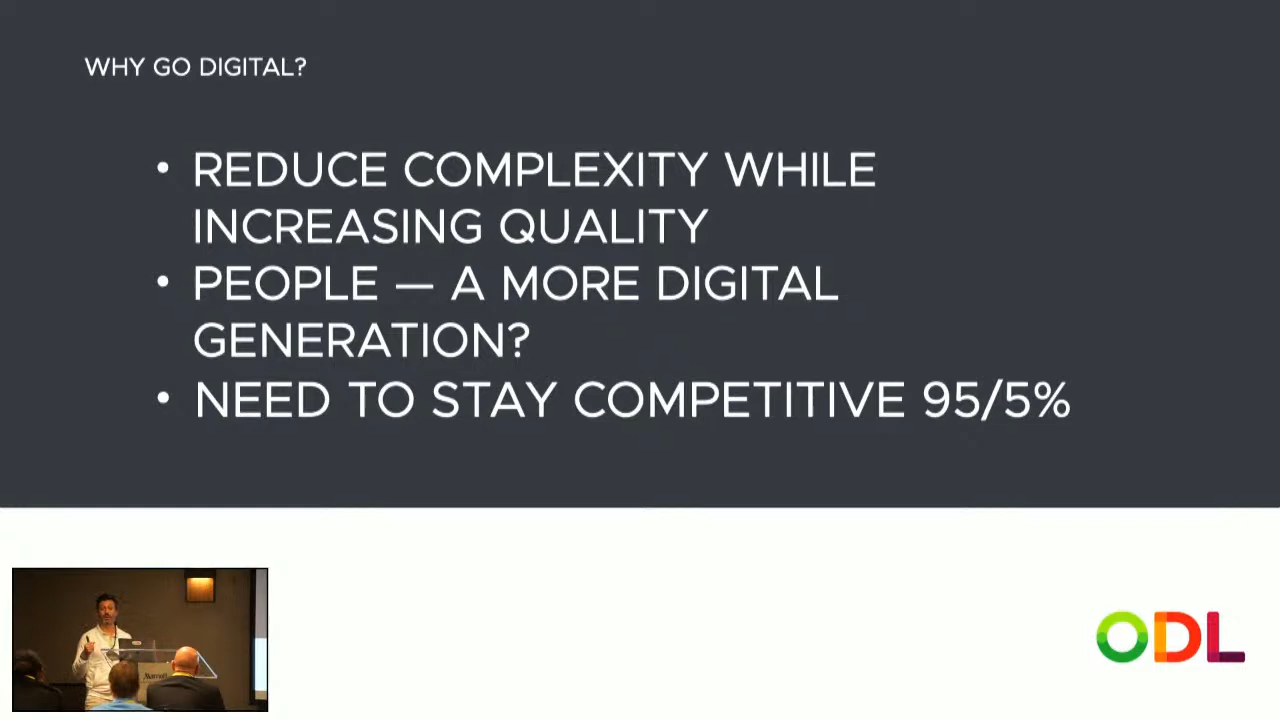 WHY GO DIGITAL?
• REDUCE COMPLEXITY WHILE
INCREASING QUALITY
• PEOPLE — A MORE DIGITAL
GENERATION?
• NEED TO STAY COMPETITIVE 95/5%
Marriott
ODL